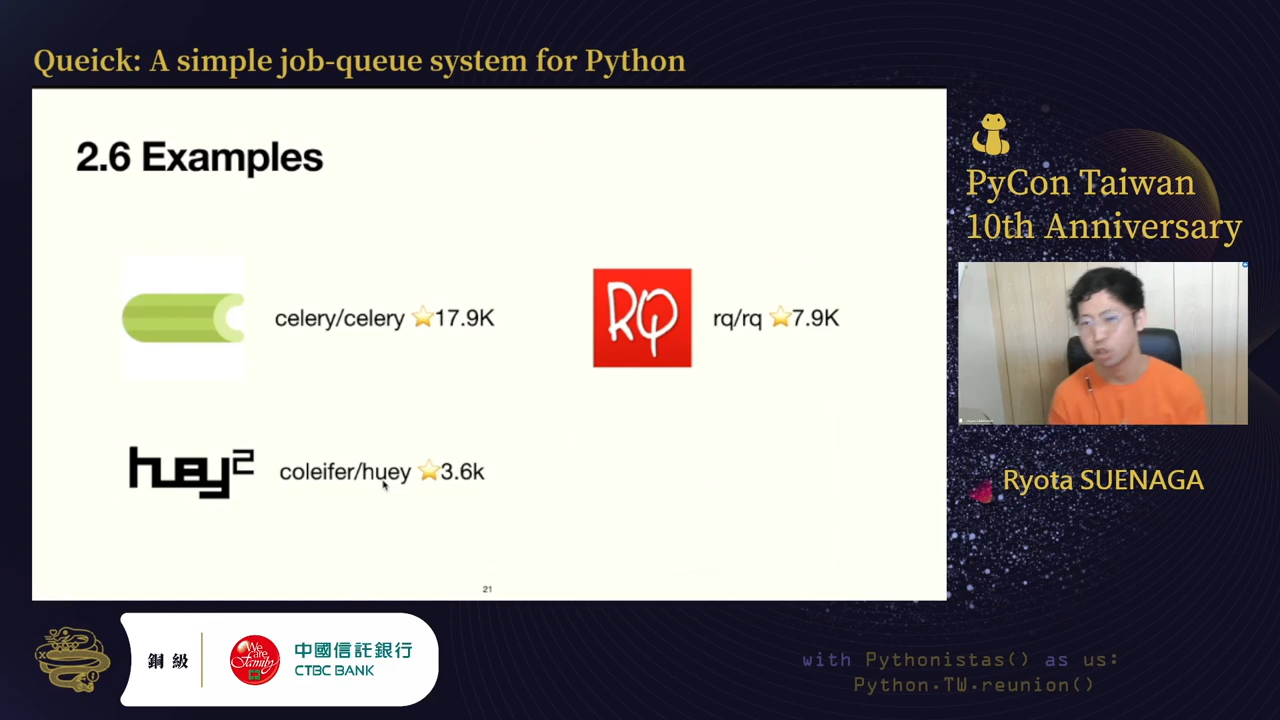 Queick: A simple job-queue system for Python
2.6 Examples
celery/celery ⭐17.9K
RQ
rq/rq ⭐7.9K
huey2
coleifer/huey ⭐3.6k
21
PyCon Taiwan
10th Anniversary
Ryota SUENAGA
銅級
We are Family
中國信託銀行
CTBC BANK
with Pythonistas() as us:
Python.TW.reunion()